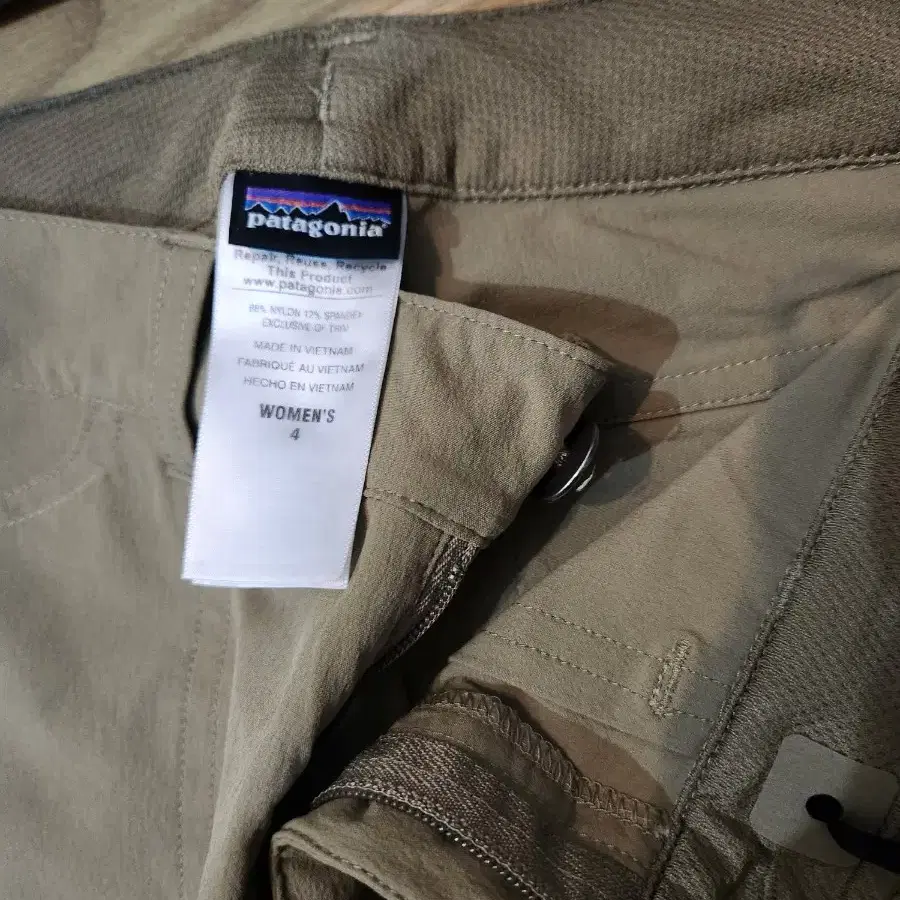 patagonia®
Repair, Reuse, Recycle
This Product
www.patagonia.com
88% NYLON 12% SPANDEX
EXCLUSIVE OF TRIM
MADE IN VIETNAM
FABRIQUÉ AU VIETNAM
HECHO EN VIETNAM
WOMEN'S
4